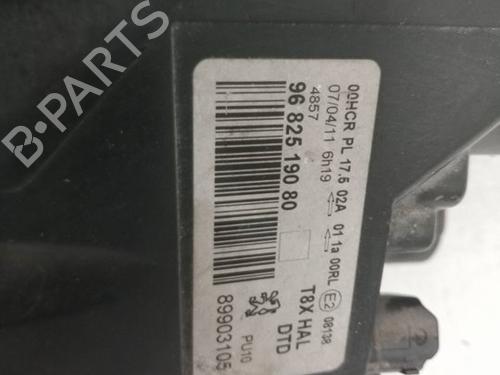 00HCR PL 17.5 02A 01 1a 00RL E2 08138
07/04/11 6h19
4857
96 825 190 80
T8X HAL
DTD
PU10
89903105
B-PARTS